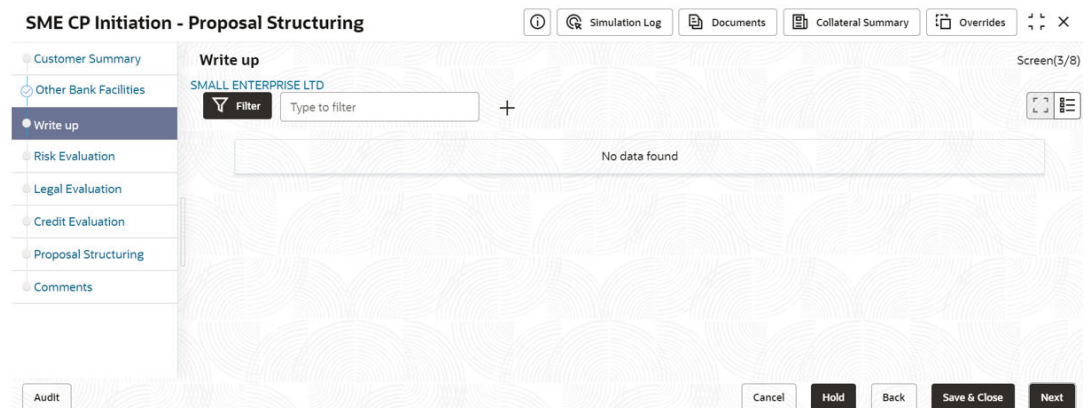 SME CP Initiation - Proposal Structuring
Simulation Log
Documents
Collateral Summary
Overrides
Customer Summary
Other Bank Facilities
Write up
Risk Evaluation
Legal Evaluation
Credit Evaluation
Proposal Structuring
Comments
Write up
Screen(3/8)
SMALL ENTERPRISE LTD
Filter
Type to filter
No data found
Audit
Cancel
Hold
Back
Save & Close
Next